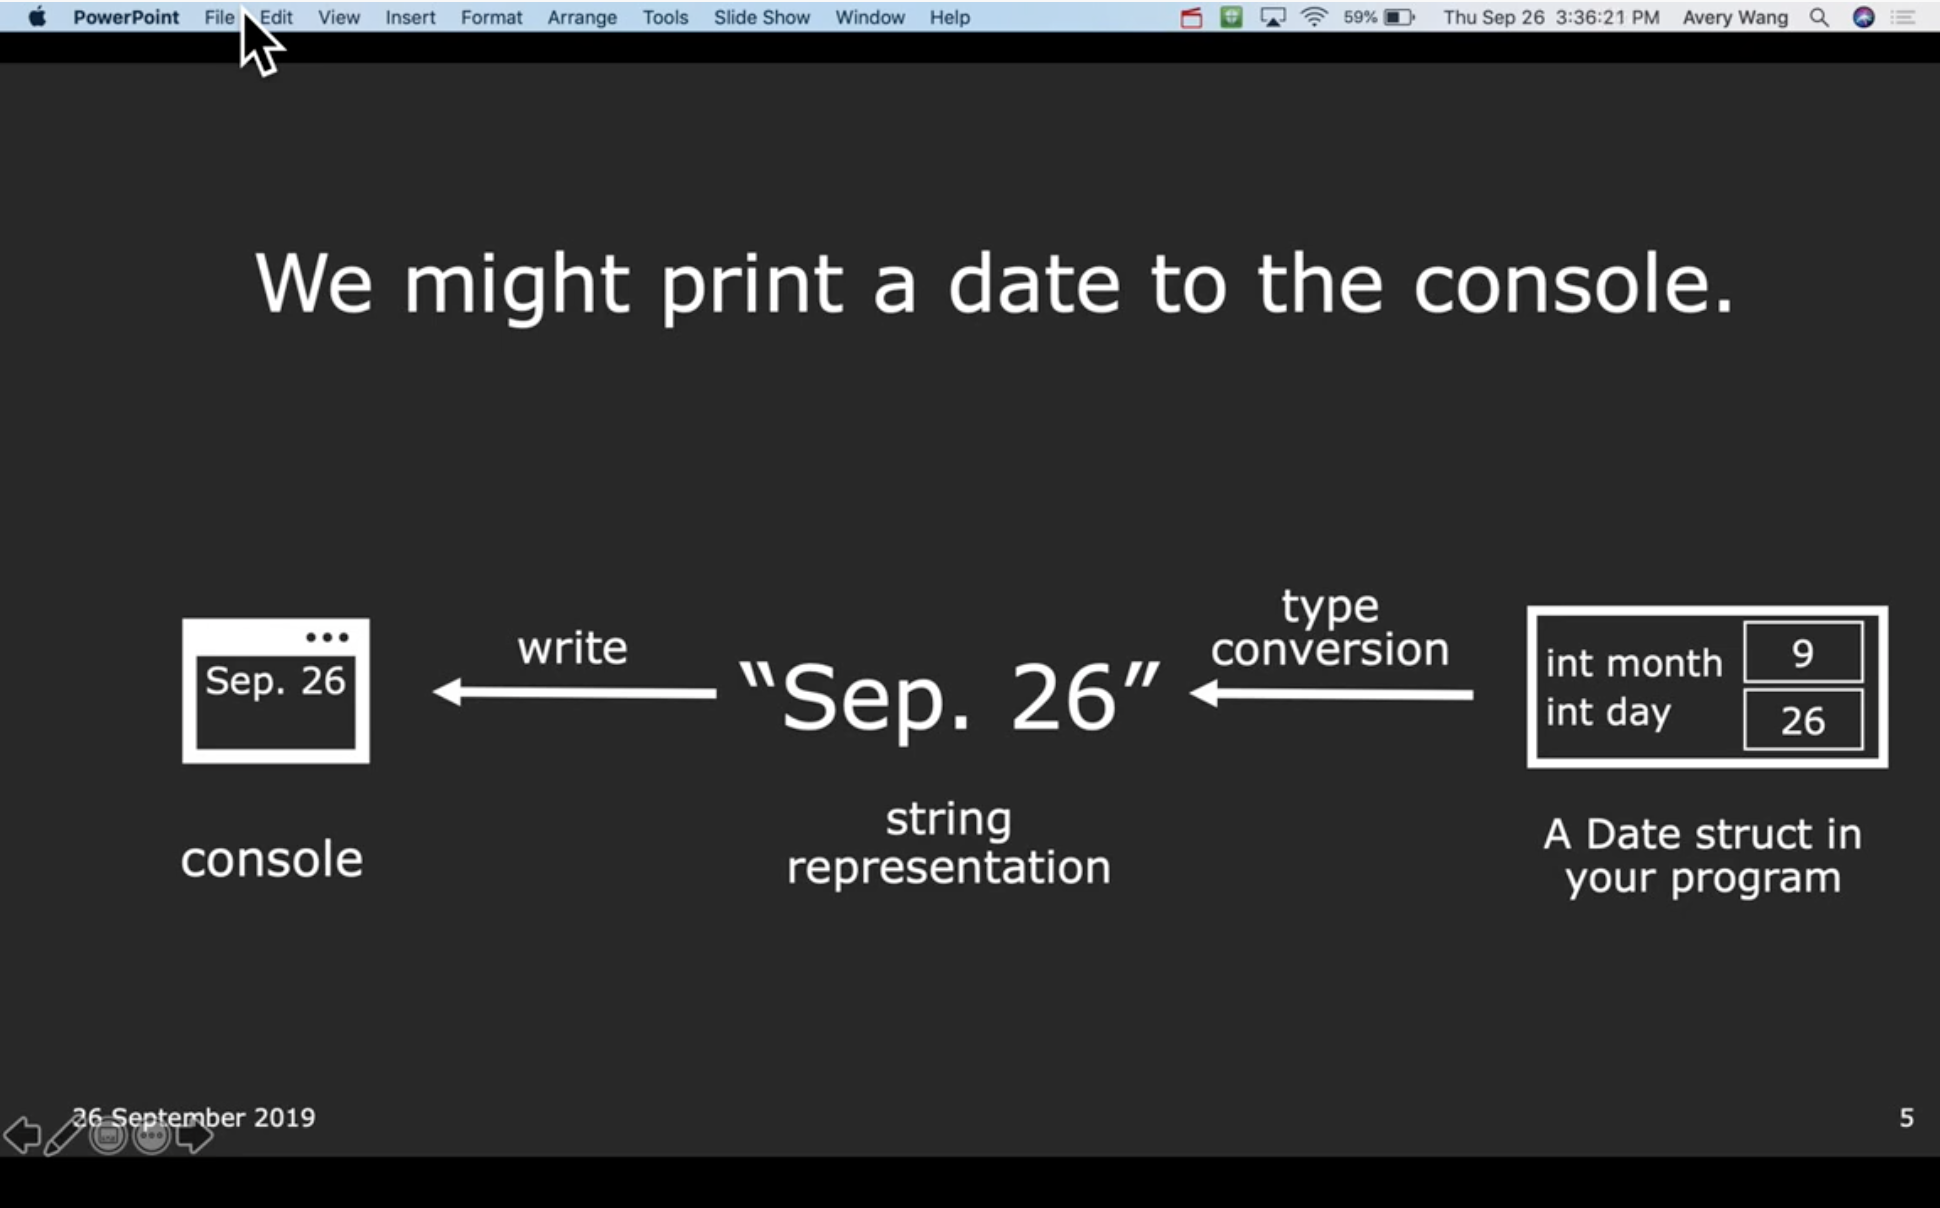 PowerPoint File Edit View Insert Format Arrange Tools Slide Show Window Help 59% Thu Sep 26 3:36:21 PM Avery Wang
We might print a date to the console.
Sep. 26
write
“Sep. 26”
type
conversion
int month 9
int day 26
console
string
representation
A Date struct in
your program
26 September 2019
5